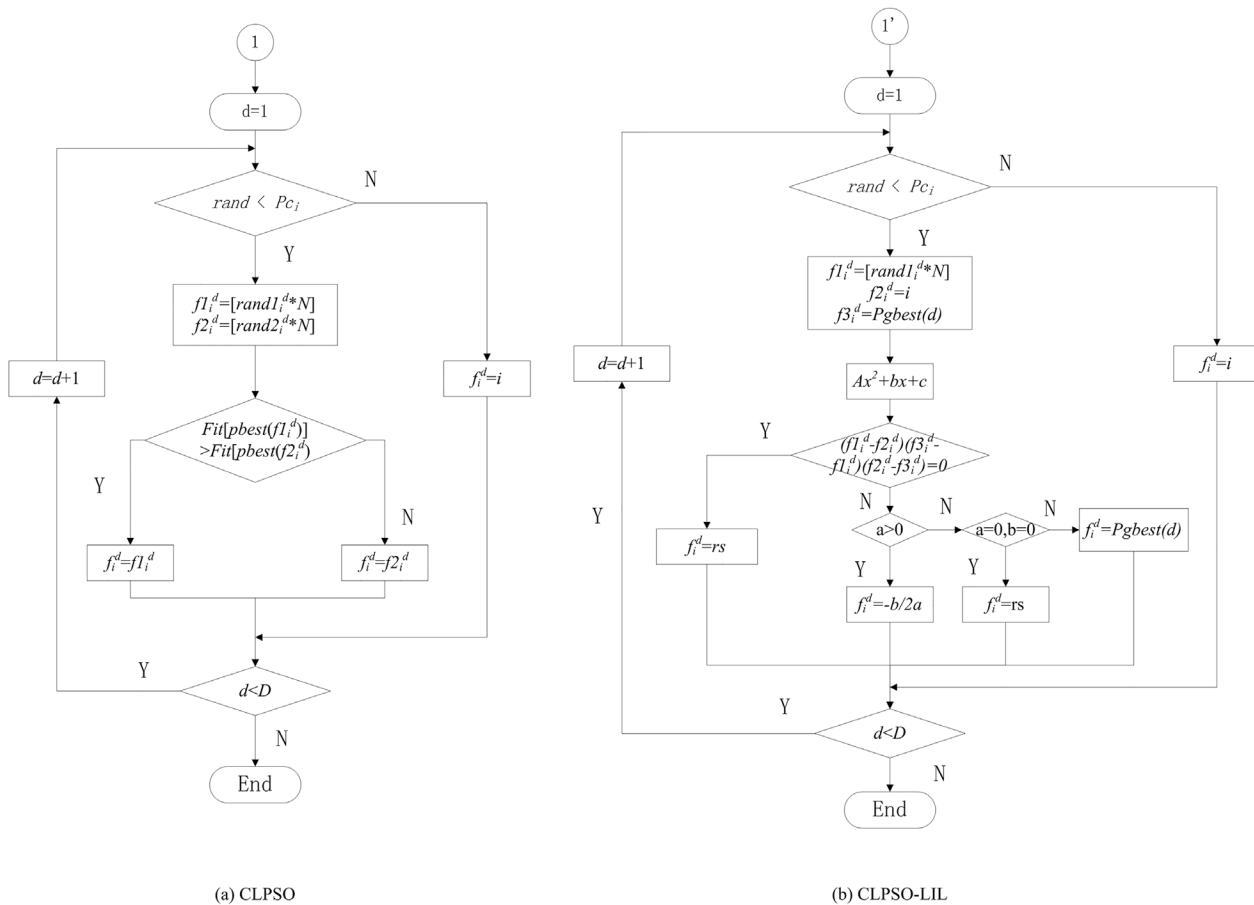 1
d=1
rand < Pcᵢ
N
Y
f1ᵢᵈ=[rand1ᵢᵈ*N]
f2ᵢᵈ=[rand2ᵢᵈ*N]
d=d+1
fᵢᵈ=i
Fit[pbest(f1ᵢᵈ)]
>Fit[pbest(f2ᵢᵈ)
Y
N
fᵢᵈ=f1ᵢᵈ
fᵢᵈ=f2ᵢᵈ
Y
d<D
N
End
(a) CLPSO
1'
d=1
rand < Pcᵢ
N
Y
f1ᵢᵈ=[rand1ᵢᵈ*N]
f2ᵢᵈ=i
f3ᵢᵈ=Pgbest(d)
d=d+1
fᵢᵈ=i
Ax²+bx+c
Y
(f1ᵢᵈ-f2ᵢᵈ)(f3ᵢᵈ-
f1ᵢᵈ)(f2ᵢᵈ-f3ᵢᵈ)=0
N
fᵢᵈ=rs
a>0
N
a=0,b=0
N
fᵢᵈ=Pgbest(d)
Y
Y
Y
fᵢᵈ=-b/2a
fᵢᵈ=rs
Y
d<D
N
End
(b) CLPSO-LIL